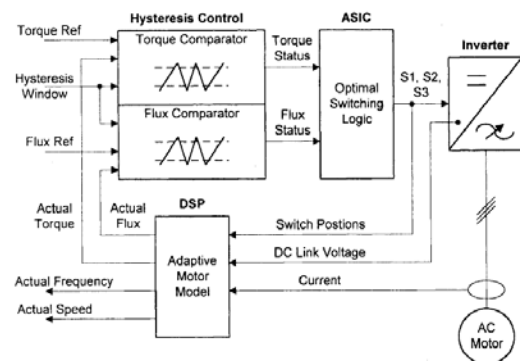 Hysteresis Control
ASIC
Torque Ref
Torque Comparator
Torque
Status
Inverter
Hysteresis
Window
Optimal
Switching
Logic
S1, S2,
S3
Flux Comparator
Flux
Status
Flux Ref
Actual
Torque
Actual
Flux
DSP
Switch Postions
Adaptive
Motor
Model
DC Link Voltage
Current
Actual Frequency
Actual Speed
AC
Motor